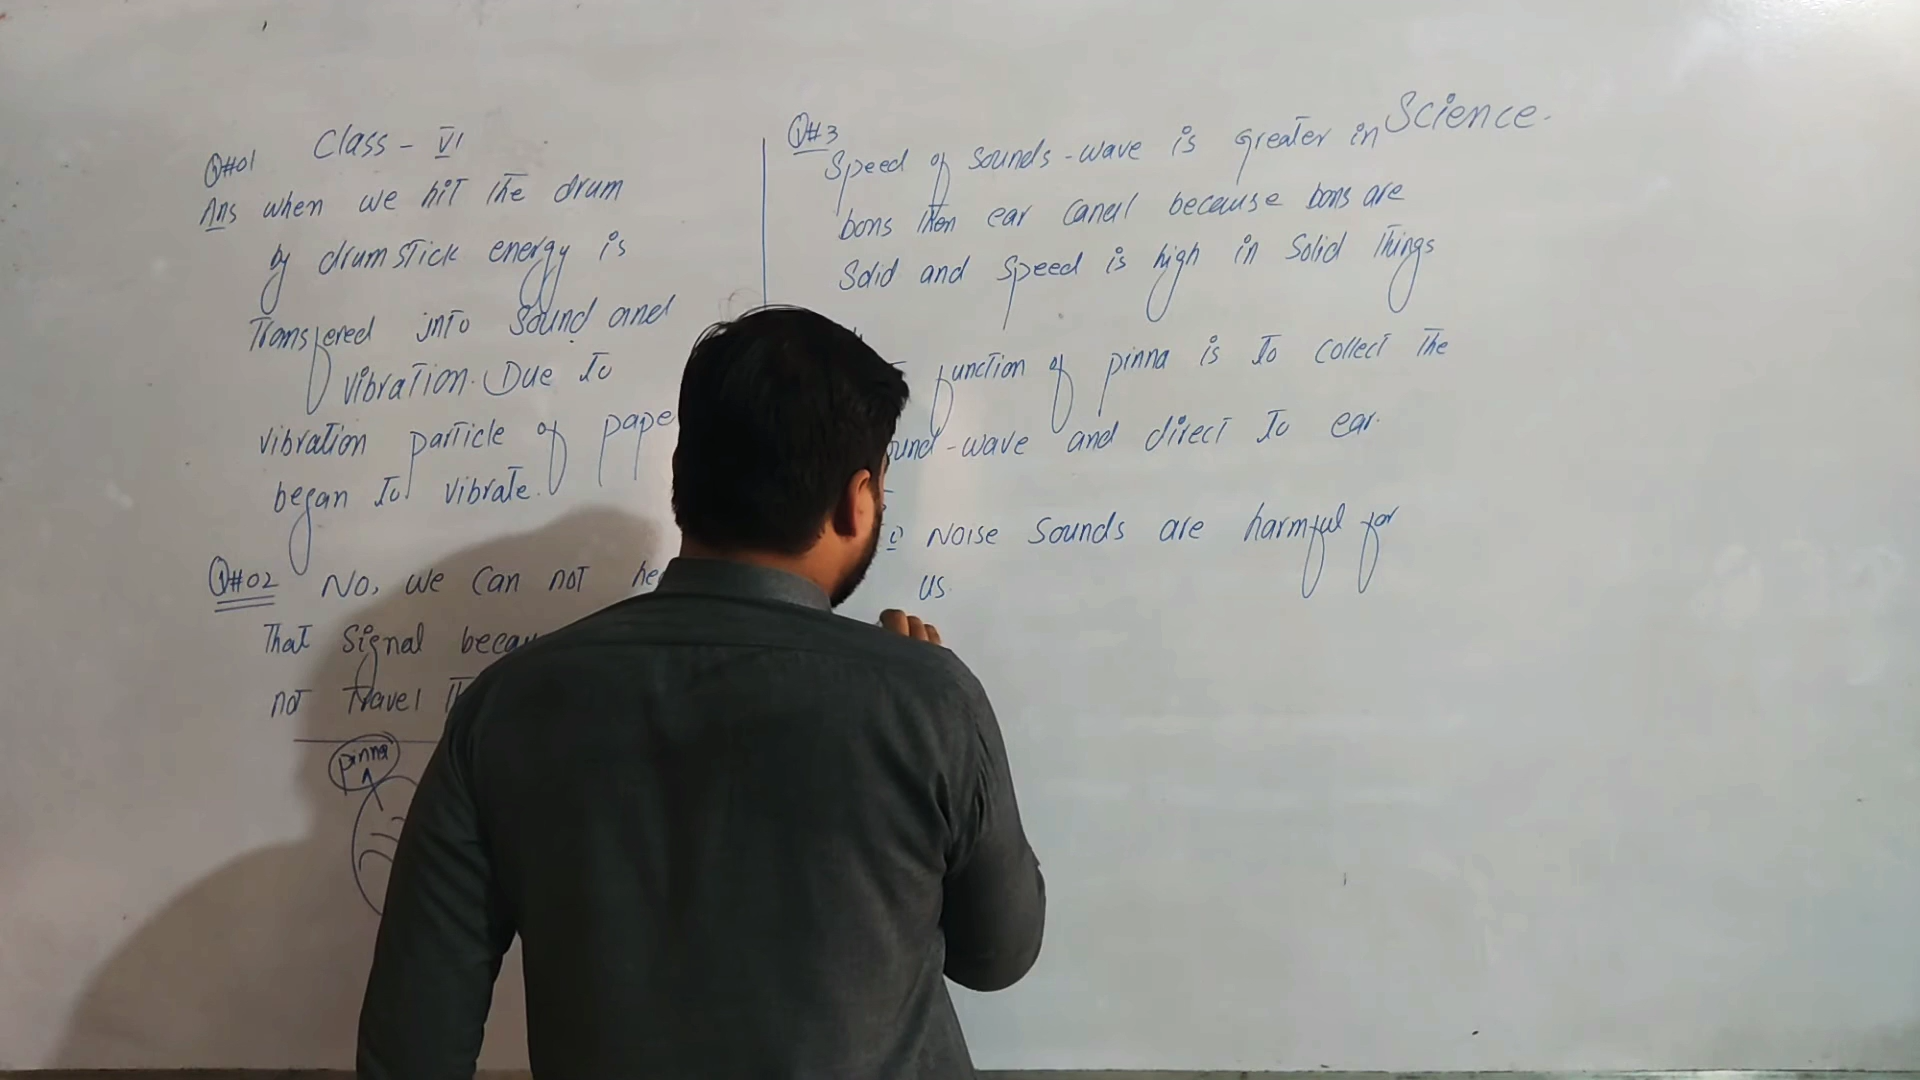 Class - VI
Q#01
Ans when we hit the drum
by drumstick energy is
Transfered into Sound and
vibration. Due To
vibration particle of pape
began To vibrate.
Q#02 No, we Can not he
That Signal becau
not Travel
pinna
Science.
Q#3
Speed of Sounds-wave is greater in
bons then ear canal because bons are
Solid and Speed is high in Solid Things
function of pinna is To collect The
ound-wave and direct To ear.
Noise Sounds are harmful for
us.